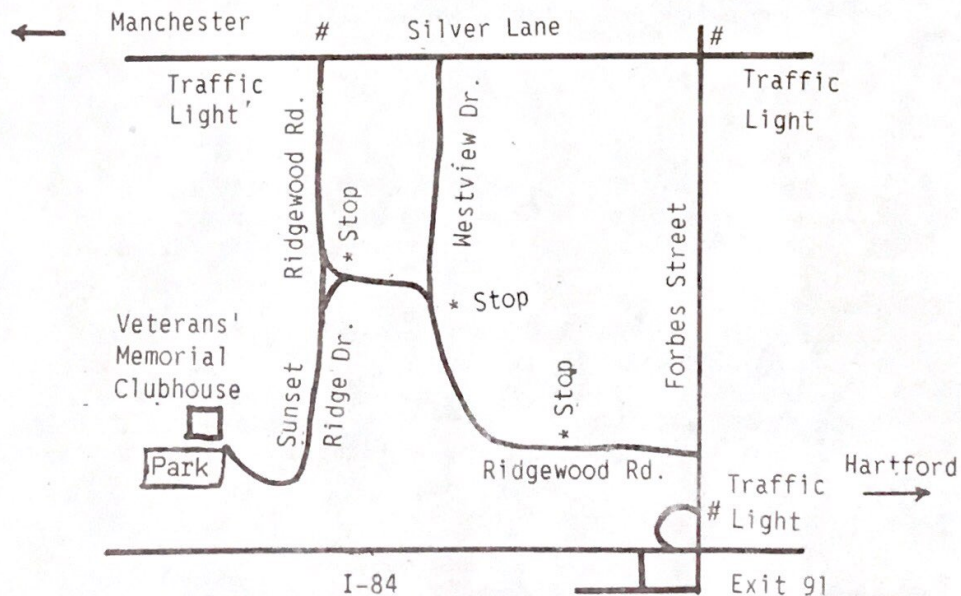 ← Manchester
# Silver Lane #
Traffic
Light'
Traffic
Light
Ridgewood Rd.
* Stop
Westview Dr.
Forbes Street
* Stop
Veterans'
Memorial
Clubhouse
Sunset
Ridge Dr.
* Stop
Park
Ridgewood Rd.
Hartford
→
Traffic
# Light
I-84
Exit 91